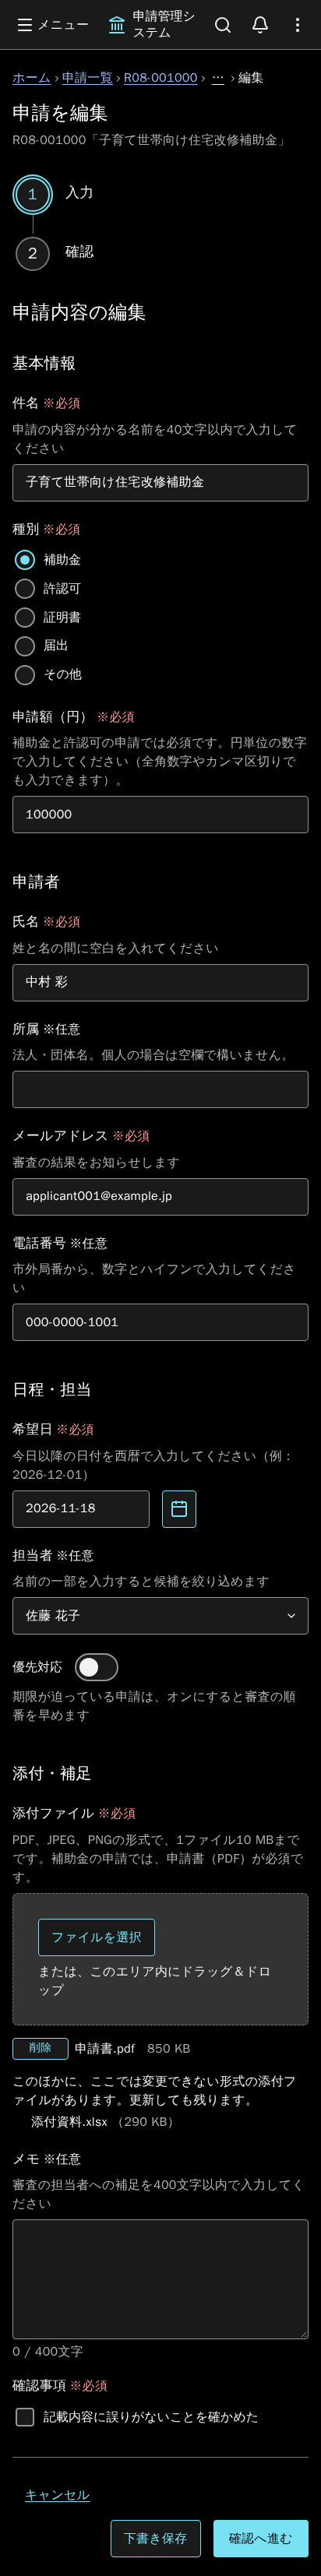 メニュー
申請管理シ
ステム
ホーム › 申請一覧 › R08-001000 › … › 編集
申請を編集
R08-001000「子育て世帯向け住宅改修補助金」
1 入力
2 確認
申請内容の編集
基本情報
件名 ※必須
申請の内容が分かる名前を40文字以内で入力して
ください
子育て世帯向け住宅改修補助金
種別 ※必須
補助金
許認可
証明書
届出
その他
申請額（円） ※必須
補助金と許認可の申請では必須です。円単位の数字
で入力してください（全角数字やカンマ区切りで
も入力できます）。
100000
申請者
氏名 ※必須
姓と名の間に空白を入れてください
中村 彩
所属 ※任意
法人・団体名。個人の場合は空欄で構いません。
メールアドレス ※必須
審査の結果をお知らせします
applicant001@example.jp
電話番号 ※任意
市外局番から、数字とハイフンで入力してくださ
い
000-0000-1001
日程・担当
希望日 ※必須
今日以降の日付を西暦で入力してください（例：
2026-12-01）
2026-11-18
担当者 ※任意
名前の一部を入力すると候補を絞り込めます
佐藤 花子
優先対応
期限が迫っている申請は、オンにすると審査の順
番を早めます
添付・補足
添付ファイル ※必須
PDF、JPEG、PNGの形式で、1ファイル10 MBまで
です。補助金の申請では、申請書（PDF）が必須で
す。
ファイルを選択
または、このエリア内にドラッグ＆ドロ
ップ
削除 申請書.pdf 850 KB
このほかに、ここでは変更できない形式の添付フ
ァイルがあります。更新しても残ります。
添付資料.xlsx （290 KB）
メモ ※任意
審査の担当者への補足を400文字以内で入力してく
ださい
0 / 400文字
確認事項 ※必須
記載内容に誤りがないことを確かめた
キャンセル
下書き保存
確認へ進む